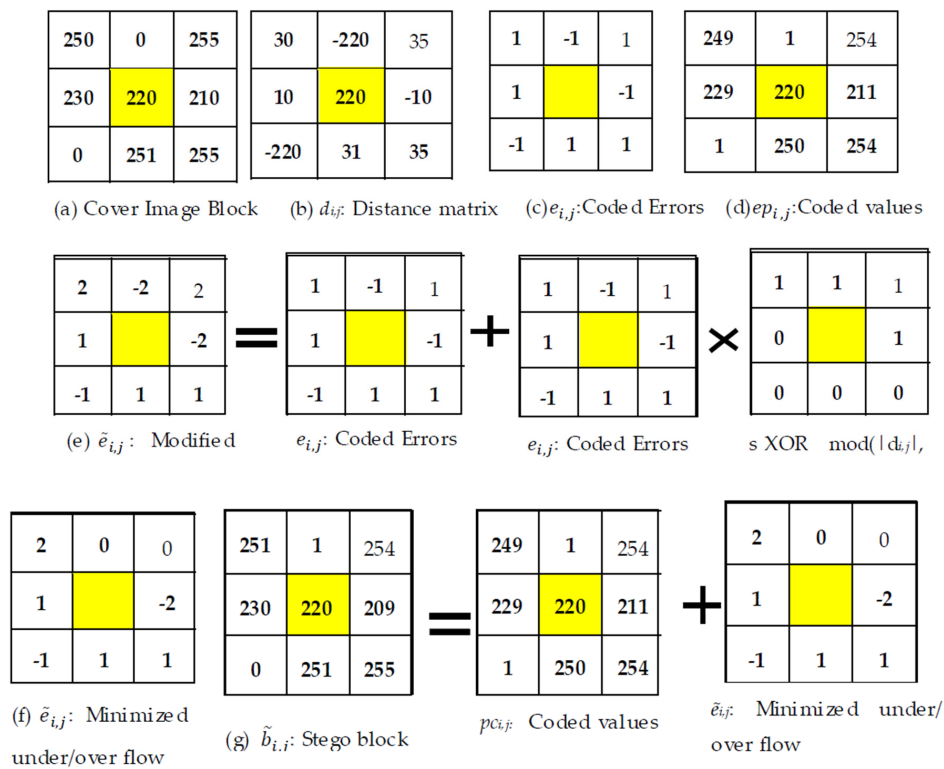 250 0 255 30 -220 35 1 -1 1 249 1 254
230 220 210 10 220 -10 1 -1 229 220 211
0 251 255 -220 31 35 -1 1 1 1 250 254
(a) Cover Image Block (b) di,j: Distance matrix (c)ei,j:Coded Errors (d)epi,j:Coded values
2 -2 2 1 -1 1 1 -1 1 1 1 1
1 -2 = 1 -1 + 1 -1 × 0 1
-1 1 1 -1 1 1 -1 1 1 0 0 0
(e) ẽi,j: Modified ei,j: Coded Errors ei,j: Coded Errors s XOR mod(|di,j|,
2 0 0 251 1 254 249 1 254 2 0 0
1 -2 230 220 209 = 229 220 211 + 1 -2
-1 1 1 0 251 255 1 250 254 -1 1 1
(f) ẽi,j: Minimized
under/over flow
(g) b̃i,j: Stego block
pci,j: Coded values
ẽi,j: Minimized under/
over flow